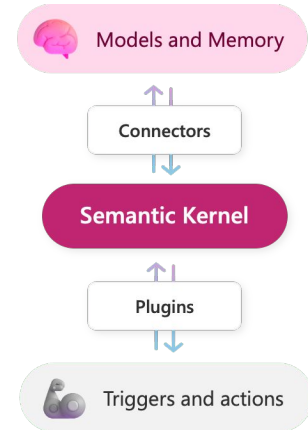 Models and Memory
Connectors
Semantic Kernel
Plugins
Triggers and actions